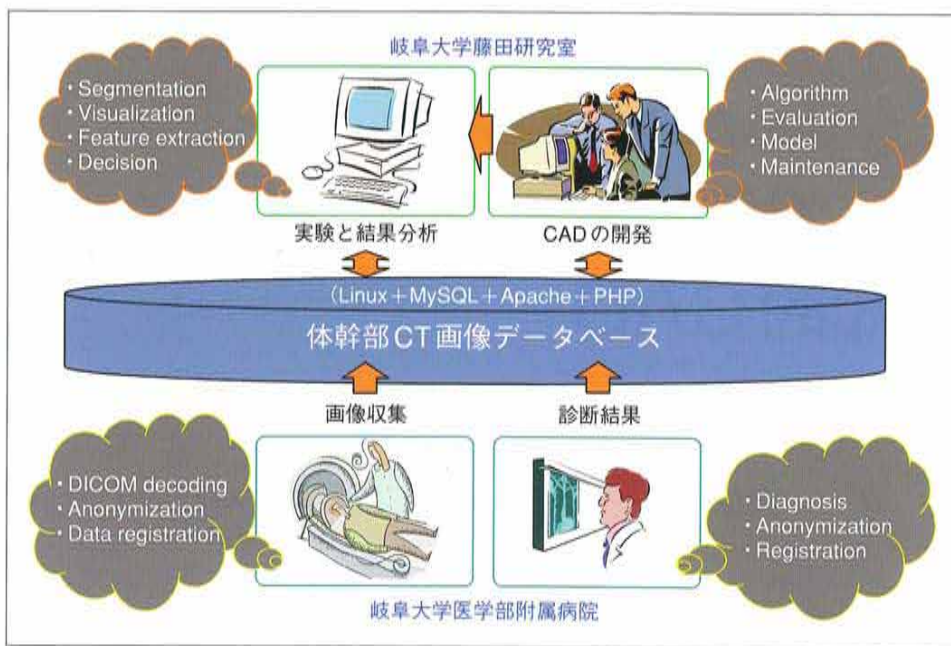 岐阜大学藤田研究室
・Segmentation
・Visualization
・Feature extraction
・Decision
・Algorithm
・Evaluation
・Model
・Maintenance
実験と結果分析
CADの開発
（Linux＋MySQL＋Apache＋PHP）
体幹部CT画像データベース
画像収集
診断結果
・DICOM decoding
・Anonymization
・Data registration
・Diagnosis
・Anonymization
・Registration
岐阜大学医学部附属病院